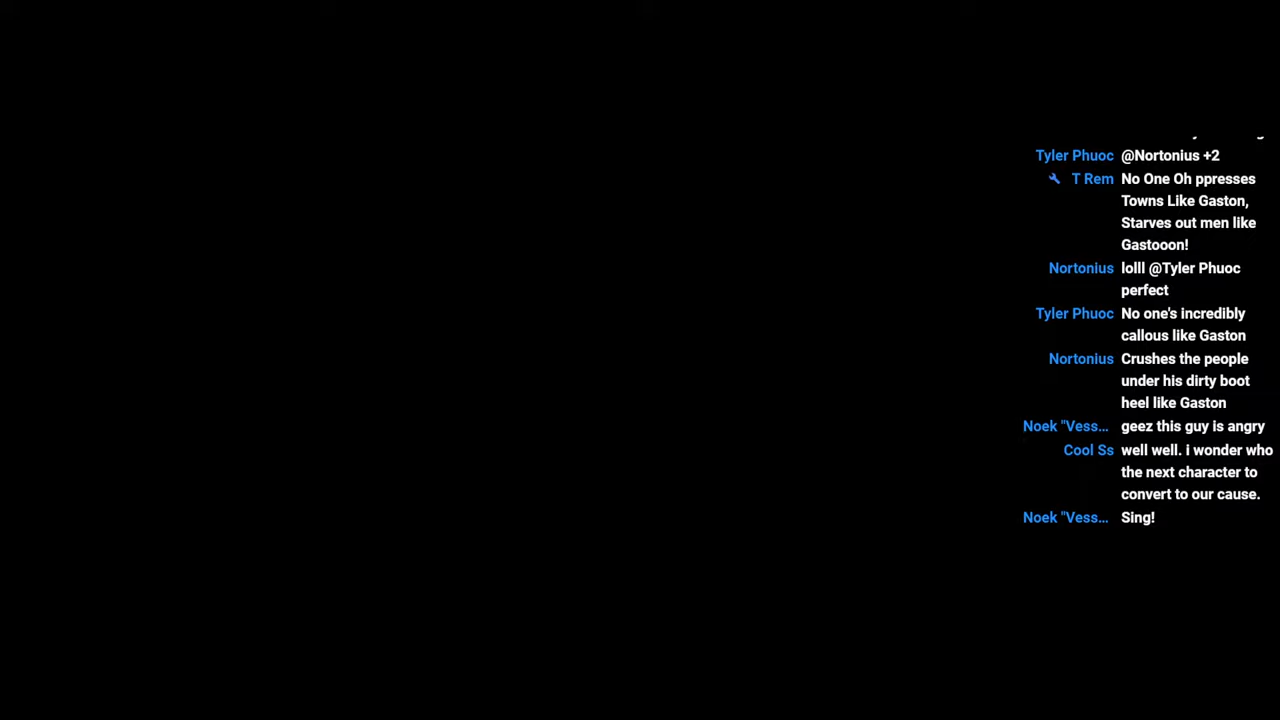 Tyler Phuoc @Nortonius +2
T Rem No One Oh ppresses
Towns Like Gaston,
Starves out men like
Gastooon!
Nortonius lolll @Tyler Phuoc
perfect
Tyler Phuoc No one's incredibly
callous like Gaston
Nortonius Crushes the people
under his dirty boot
heel like Gaston
Noek "Vess... geez this guy is angry
Cool Ss well well. i wonder who
the next character to
convert to our cause.
Noek "Vess... Sing!